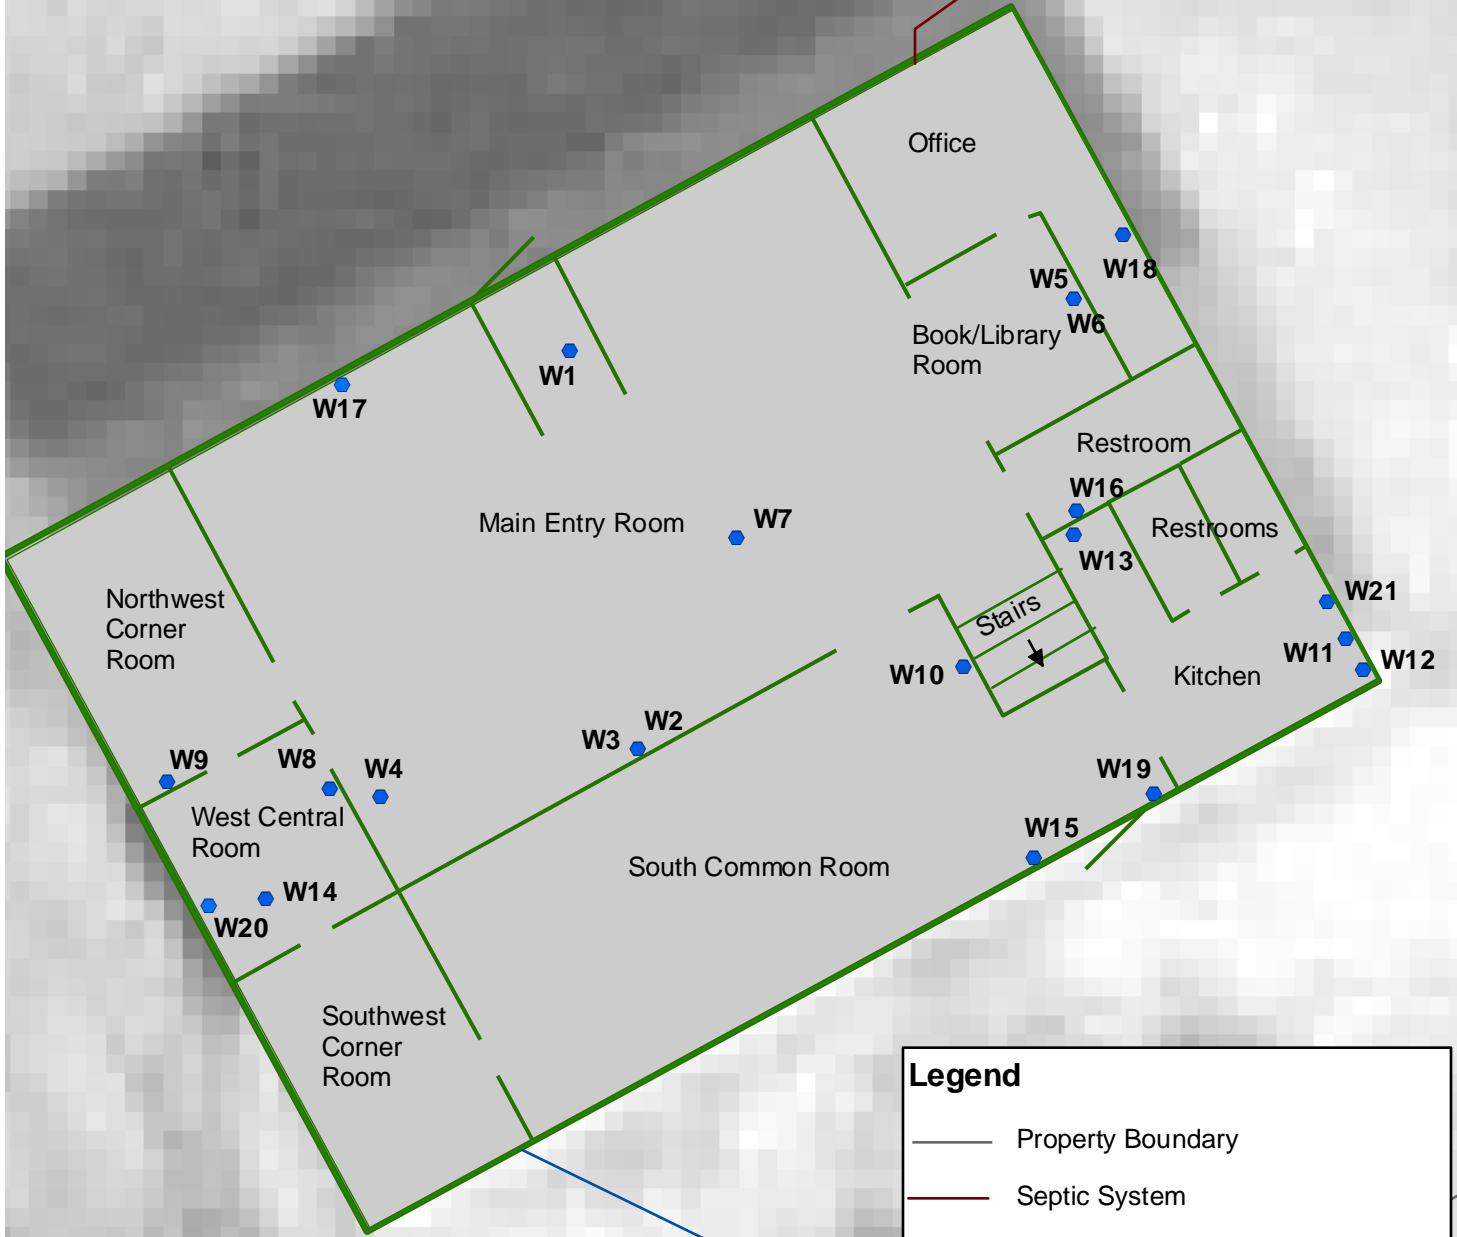 Office
W18
W5
W6
Book/Library
Room
W1
W17
Restroom
W16
Main Entry Room
W7
Restrooms
W13
Northwest
Corner
Room
Stairs
W21
W11
W12
W10
Kitchen
W3
W2
W9
W8
W4
W19
West Central
Room
W15
South Common Room
W14
W20
Southwest
Corner
Room
Legend
Property Boundary
Septic System